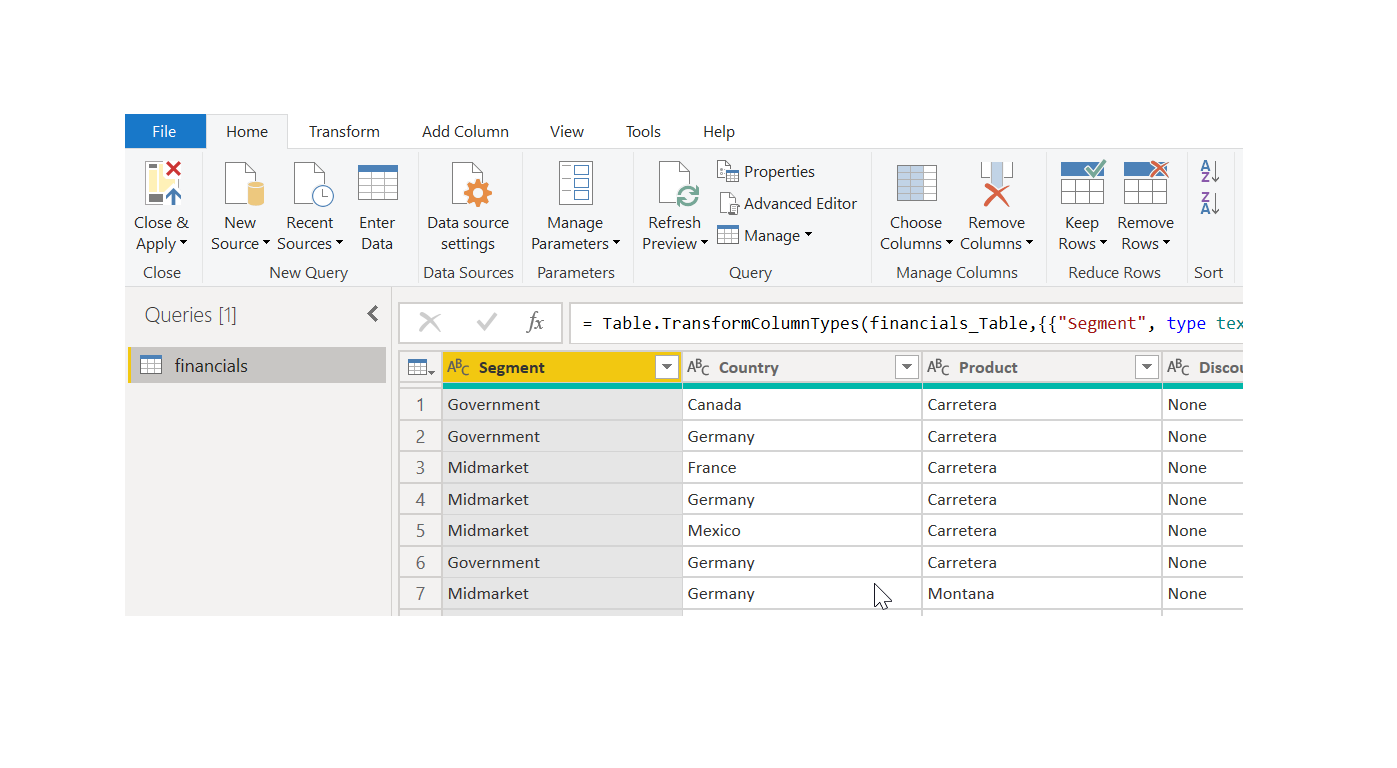 File Home Transform Add Column View Tools Help
Close & Apply
New Source
Recent Sources
Enter Data
Data source settings
Manage Parameters
Refresh Preview
Properties
Advanced Editor
Manage
Choose Columns
Remove Columns
Keep Rows
Remove Rows
A Z
Z A
Close New Query Data Sources Parameters Query Manage Columns Reduce Rows Sort
Queries [1]
fx = Table.TransformColumnTypes(financials_Table,{{"Segment", type tex
financials
ABC Segment ABC Country ABC Product ABC Discou
1 Government Canada Carretera None
2 Government Germany Carretera None
3 Midmarket France Carretera None
4 Midmarket Germany Carretera None
5 Midmarket Mexico Carretera None
6 Government Germany Carretera None
7 Midmarket Germany Montana None